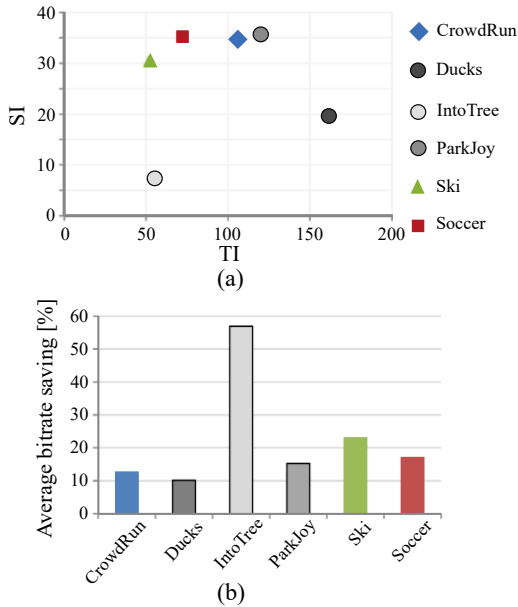 SI
40
30
20
10
0
0 50 100 150 200
TI
CrowdRun
Ducks
IntoTree
ParkJoy
Ski
Soccer
(a)
Average bitrate saving [%]
60
50
40
30
20
10
0
CrowdRun
Ducks
IntoTree
ParkJoy
Ski
Soccer
(b)